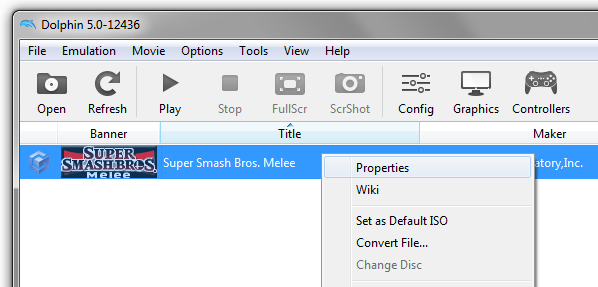 Dolphin 5.0-12436
File Emulation Movie Options Tools View Help
Open Refresh Play Stop FullScr ScrShot Config Graphics Controllers
Banner Title Maker
SUPER
SMASH BROS.
Melee
Super Smash Bros. Melee
atory,Inc.
Properties
Wiki
Set as Default ISO
Convert File...
Change Disc